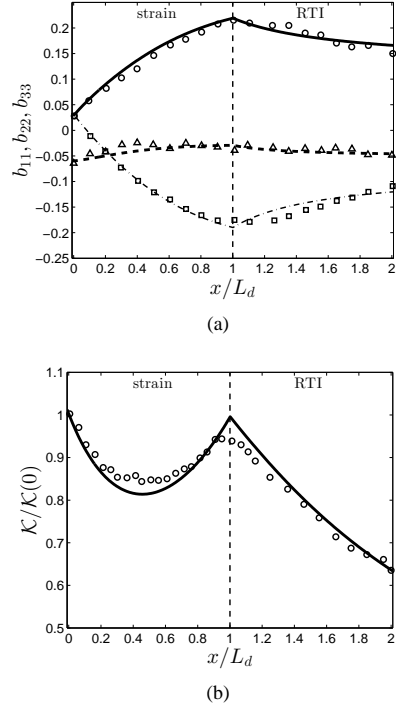 strain RTI
0.25
0.2
0.15
0.1
0.05
0
-0.05
-0.1
-0.15
-0.2
-0.25
b11, b22, b33
0 0.2 0.4 0.6 0.8 1 1.2 1.4 1.6 1.8 2
x/Ld
(a)
strain RTI
1.1
1
0.9
0.8
0.7
0.6
0.5
K/K(0)
0 0.2 0.4 0.6 0.8 1 1.2 1.4 1.6 1.8 2
x/Ld
(b)